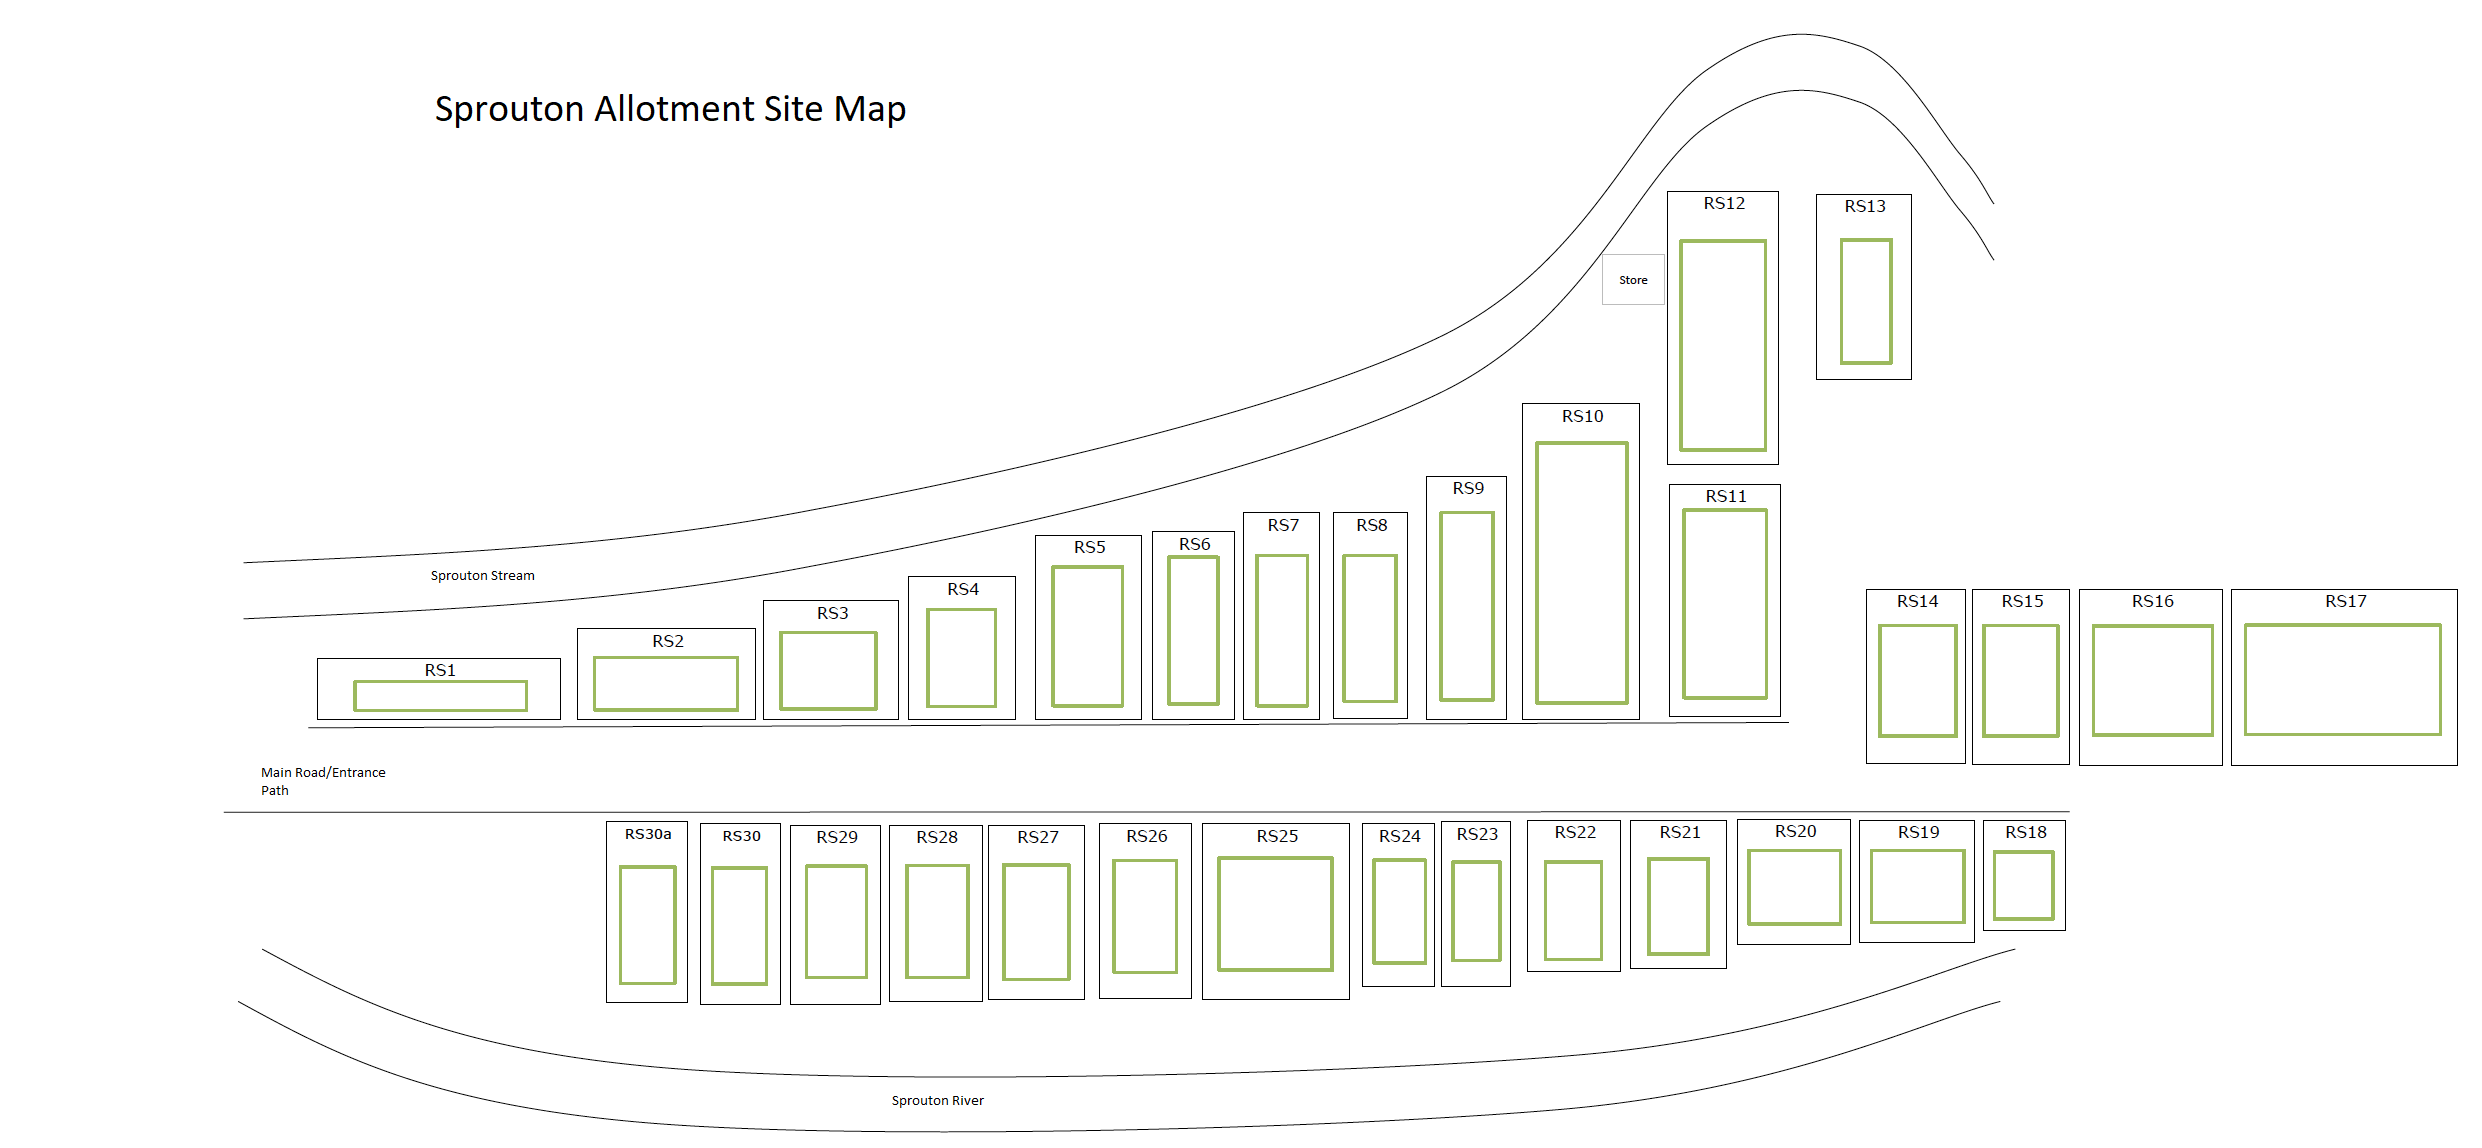 Sprouton Allotment Site Map
RS12
RS13
Store
RS10
RS9
RS11
RS7
RS8
RS6
RS5
Sprouton Stream
RS4
RS3
RS14
RS15
RS16
RS17
RS2
RS1
Main Road/Entrance
Path
RS30a
RS30
RS29
RS28
RS27
RS26
RS25
RS24
RS23
RS22
RS21
RS20
RS19
RS18
Sprouton River